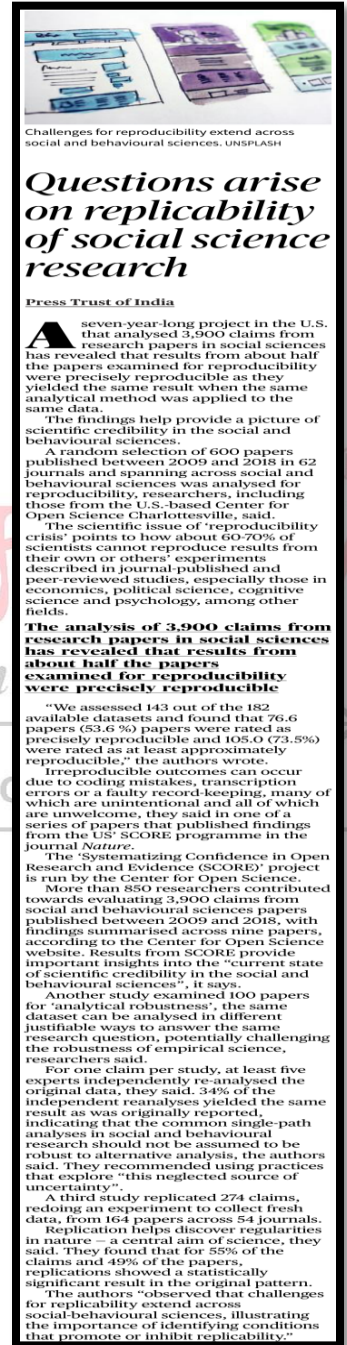 Challenges for reproducibility extend across
social and behavioural sciences. UNSPLASH
Questions arise
on replicability
of social science
research
Press Trust of India
A seven-year-long project in the U.S.
that analysed 3,900 claims from
research papers in social sciences
has revealed that results from about half
the papers examined for reproducibility
were precisely reproducible as they
yielded the same result when the same
analytical method was applied to the
same data.
The findings help provide a picture of
scientific credibility in the social and
behavioural sciences.
A random selection of 600 papers
published between 2009 and 2018 in 62
journals and spanning across social and
behavioural sciences was analysed for
reproducibility, researchers, including
those from the U.S.-based Center for
Open Science Charlottesville, said.
The scientific issue of ‘reproducibility
crisis’ points to how about 60-70% of
scientists cannot reproduce results from
their own or others’ experiments
described in journal-published and
peer-reviewed studies, especially those in
economics, political science, cognitive
science and psychology, among other
fields.
The analysis of 3,900 claims from
research papers in social sciences
has revealed that results from
about half the papers
examined for reproducibility
were precisely reproducible
“We assessed 143 out of the 182
available datasets and found that 76.6
papers (53.6 %) papers were rated as
precisely reproducible and 105.0 (73.5%)
were rated as at least approximately
reproducible,” the authors wrote.
Irreproducible outcomes can occur
due to coding mistakes, transcription
errors or a faulty record-keeping, many of
which are unintentional and all of which
are unwelcome, they said in one of a
series of papers that published findings
from the US’ SCORE programme in the
journal Nature.
The ‘Systematizing Confidence in Open
Research and Evidence (SCORE)’ project
is run by the Center for Open Science.
More than 850 researchers contributed
towards evaluating 3,900 claims from
social and behavioural sciences papers
published between 2009 and 2018, with
findings summarised across nine papers,
according to the Center for Open Science
website. Results from SCORE provide
important insights into the “current state
of scientific credibility in the social and
behavioural sciences”, it says.
Another study examined 100 papers
for ‘analytical robustness’, the same
dataset can be analysed in different
justifiable ways to answer the same
research question, potentially challenging
the robustness of empirical science,
researchers said.
For one claim per study, at least five
experts independently re-analysed the
original data, they said. 34% of the
independent reanalyses yielded the same
result as was originally reported,
indicating that the common single-path
analyses in social and behavioural
research should not be assumed to be
robust to alternative analysis, the authors
said. They recommended using practices
that explore “this neglected source of
uncertainty”.
A third study replicated 274 claims,
redoing an experiment to collect fresh
data, from 164 papers across 54 journals.
Replication helps discover regularities
in nature – a central aim of science, they
said. They found that for 55% of the
claims and 49% of the papers,
replications showed a statistically
significant result in the original pattern.
The authors “observed that challenges
for replicability extend across
social-behavioural sciences, illustrating
the importance of identifying conditions
that promote or inhibit replicability.”